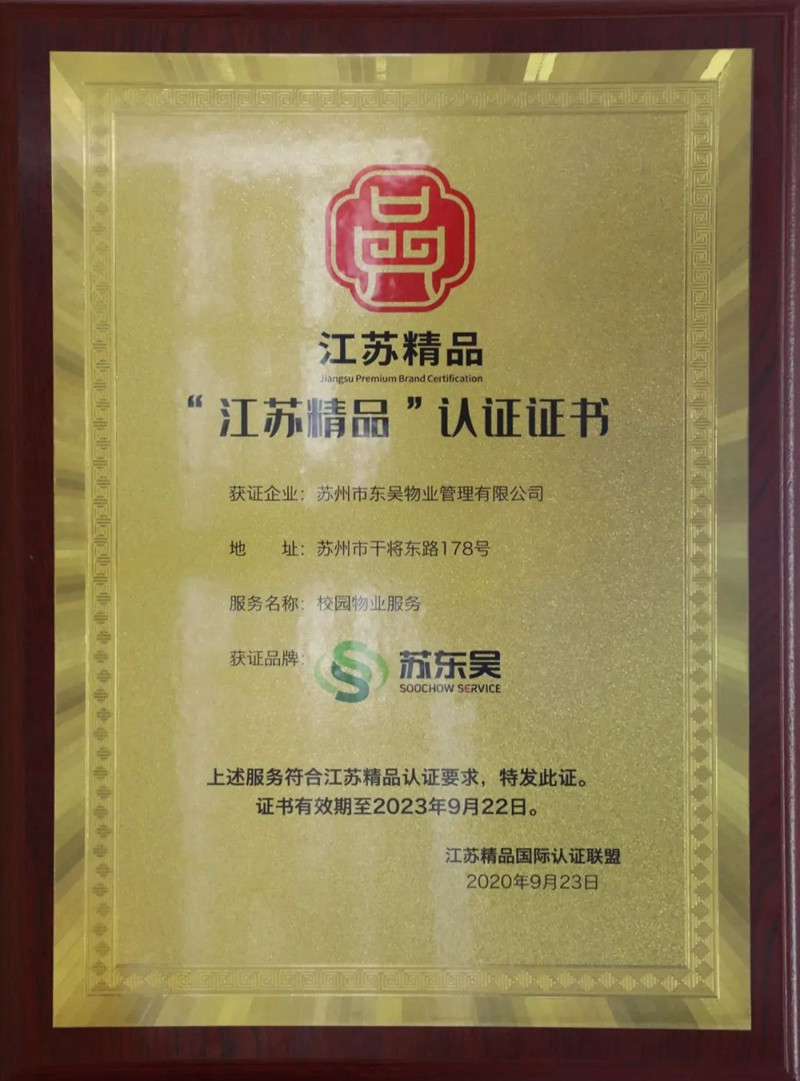 江苏精品
Jiangsu Premium Brand Certification
“江苏精品”认证证书
获证企业：苏州市东吴物业管理有限公司
地　　址：苏州市干将东路178号
服务名称：校园物业服务
获证品牌：
苏东吴
SOOCHOW SERVICE
上述服务符合江苏精品认证要求，特发此证。
证书有效期至2023年9月22日。
江苏精品国际认证联盟
2020年9月23日